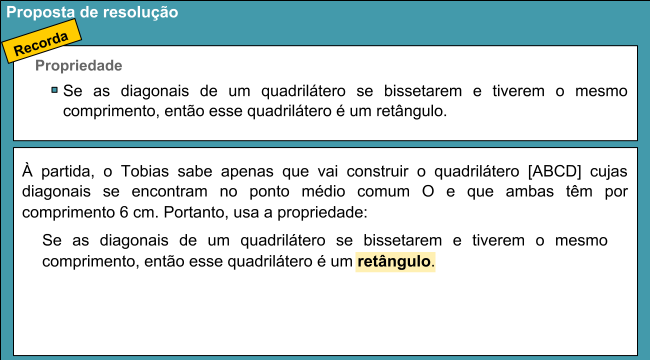 Proposta de resolução
Recorda
Propriedade
Se as diagonais de um quadrilátero se bissetarem e tiverem o mesmo
comprimento, então esse quadrilátero é um retângulo.
À partida, o Tobias sabe apenas que vai construir o quadrilátero [ABCD] cujas
diagonais se encontram no ponto médio comum O e que ambas têm por
comprimento 6 cm. Portanto, usa a propriedade:
Se as diagonais de um quadrilátero se bissetarem e tiverem o mesmo
comprimento, então esse quadrilátero é um retângulo.